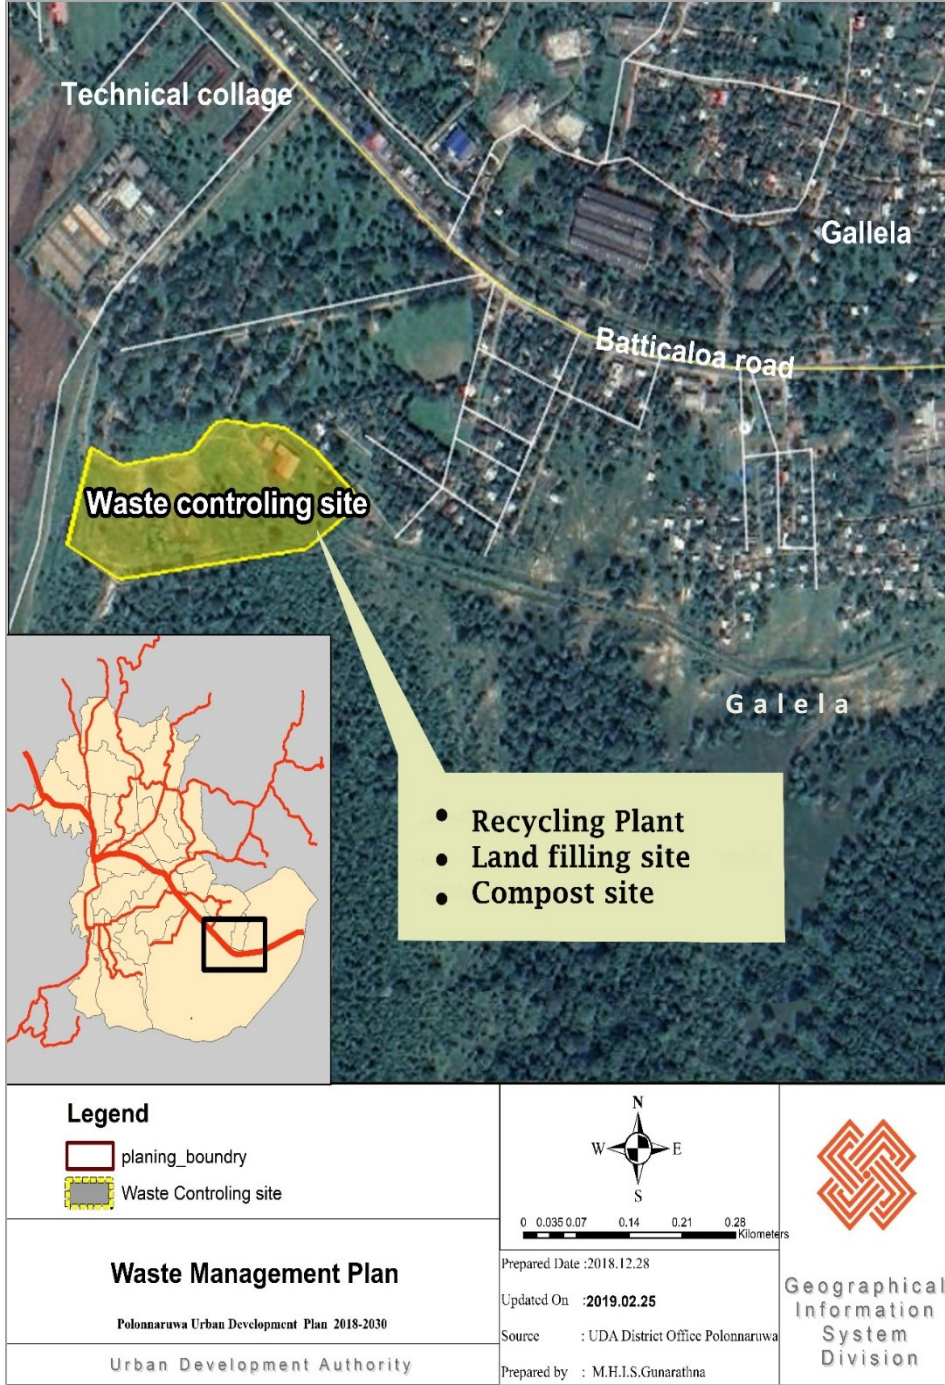 Technical collage
Gallela
Batticaloa road
Waste controling site
Galela
• Recycling Plant
• Land filling site
• Compost site
Legend
planing_boundry
Waste Controling site
N
W E
S
0 0.035 0.07 0.14 0.21 0.28
Kilometers
Waste Management Plan
Polonnaruwa Urban Development Plan 2018-2030
Urban Development Authority
Prepared Date :2018.12.28
Updated On :2019.02.25
Source : UDA District Office Polonnaruwa
Prepared by : M.H.I.S.Gunarathna
Geographical
Information
System
Division